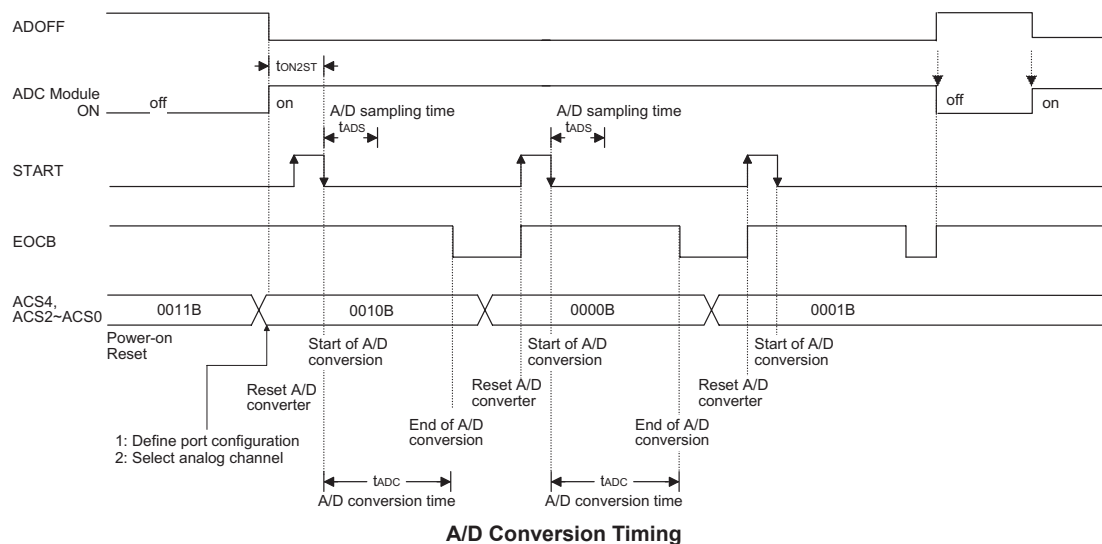 ADOFF
tON2ST
ADC Module
ON
off
on
A/D sampling time
tADS
A/D sampling time
tADS
off
on
START
EOCB
ACS4,
ACS2~ACS0
0011B
0010B
0000B
0001B
Power-on
Reset
Start of A/D
conversion
Start of A/D
conversion
Start of A/D
conversion
Reset A/D
converter
Reset A/D
converter
Reset A/D
converter
End of A/D
conversion
End of A/D
conversion
1: Define port configuration
2: Select analog channel
tADC
A/D conversion time
tADC
A/D conversion time
A/D Conversion Timing